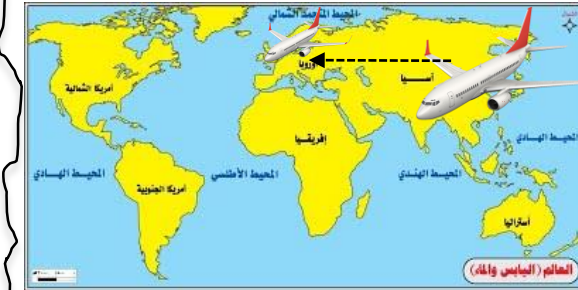 المحيط المتجمد الشمالي
أوروبا
آسيا
أمريكا الشمالية
إفريقيا
المحيط الهادي
المحيط الهادي
المحيط الأطلسي
المحيط الهندي
أمريكا الجنوبية
أستراليا
العالم (اليابس والماء)